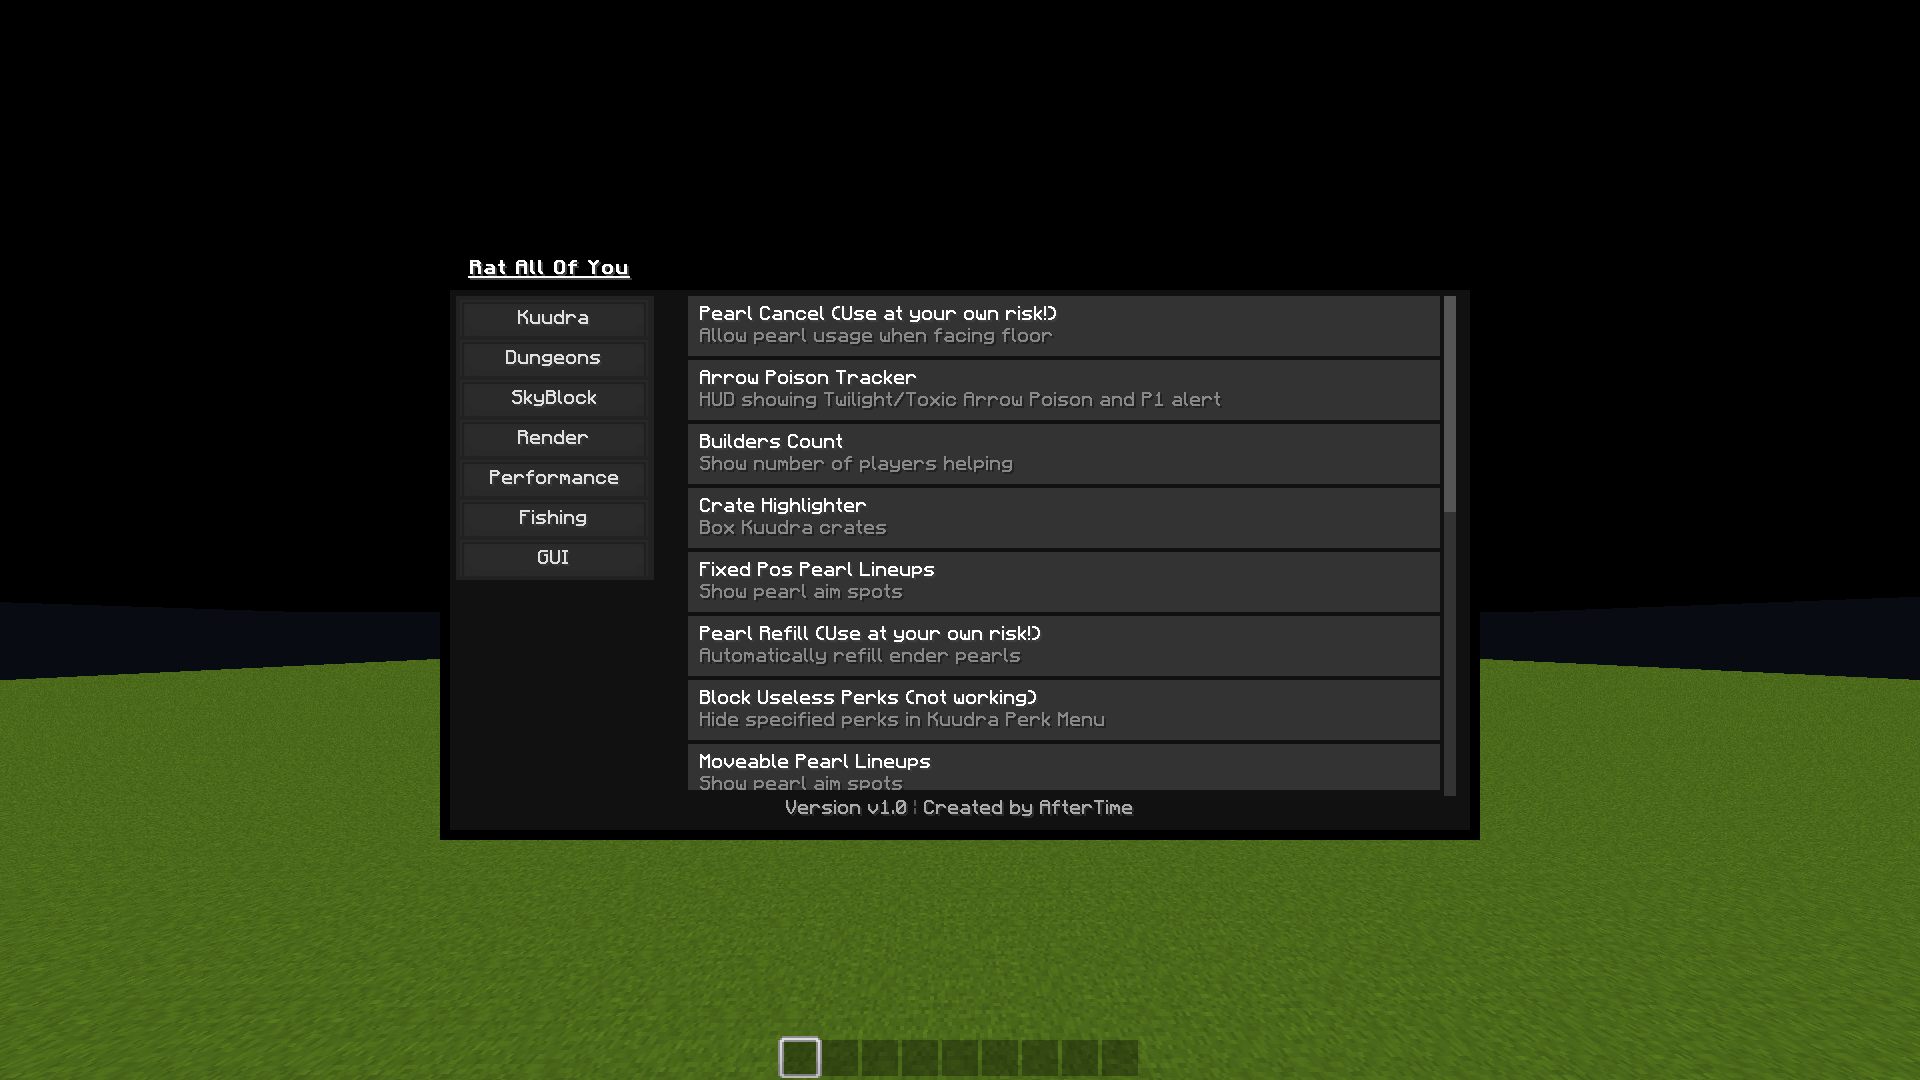 Rat All Of You
Kuudra
Dungeons
SkyBlock
Render
Performance
Fishing
GUI
Pearl Cancel (Use at your own risk!)
Allow pearl usage when facing floor
Arrow Poison Tracker
HUD showing Twilight/Toxic Arrow Poison and P1 alert
Builders Count
Show number of players helping
Crate Highlighter
Box Kuudra crates
Fixed Pos Pearl Lineups
Show pearl aim spots
Pearl Refill (Use at your own risk!)
Automatically refill ender pearls
Block Useless Perks (not working)
Hide specified perks in Kuudra Perk Menu
Moveable Pearl Lineups
Show pearl aim spots
Version v1.0 | Created by AfterTime